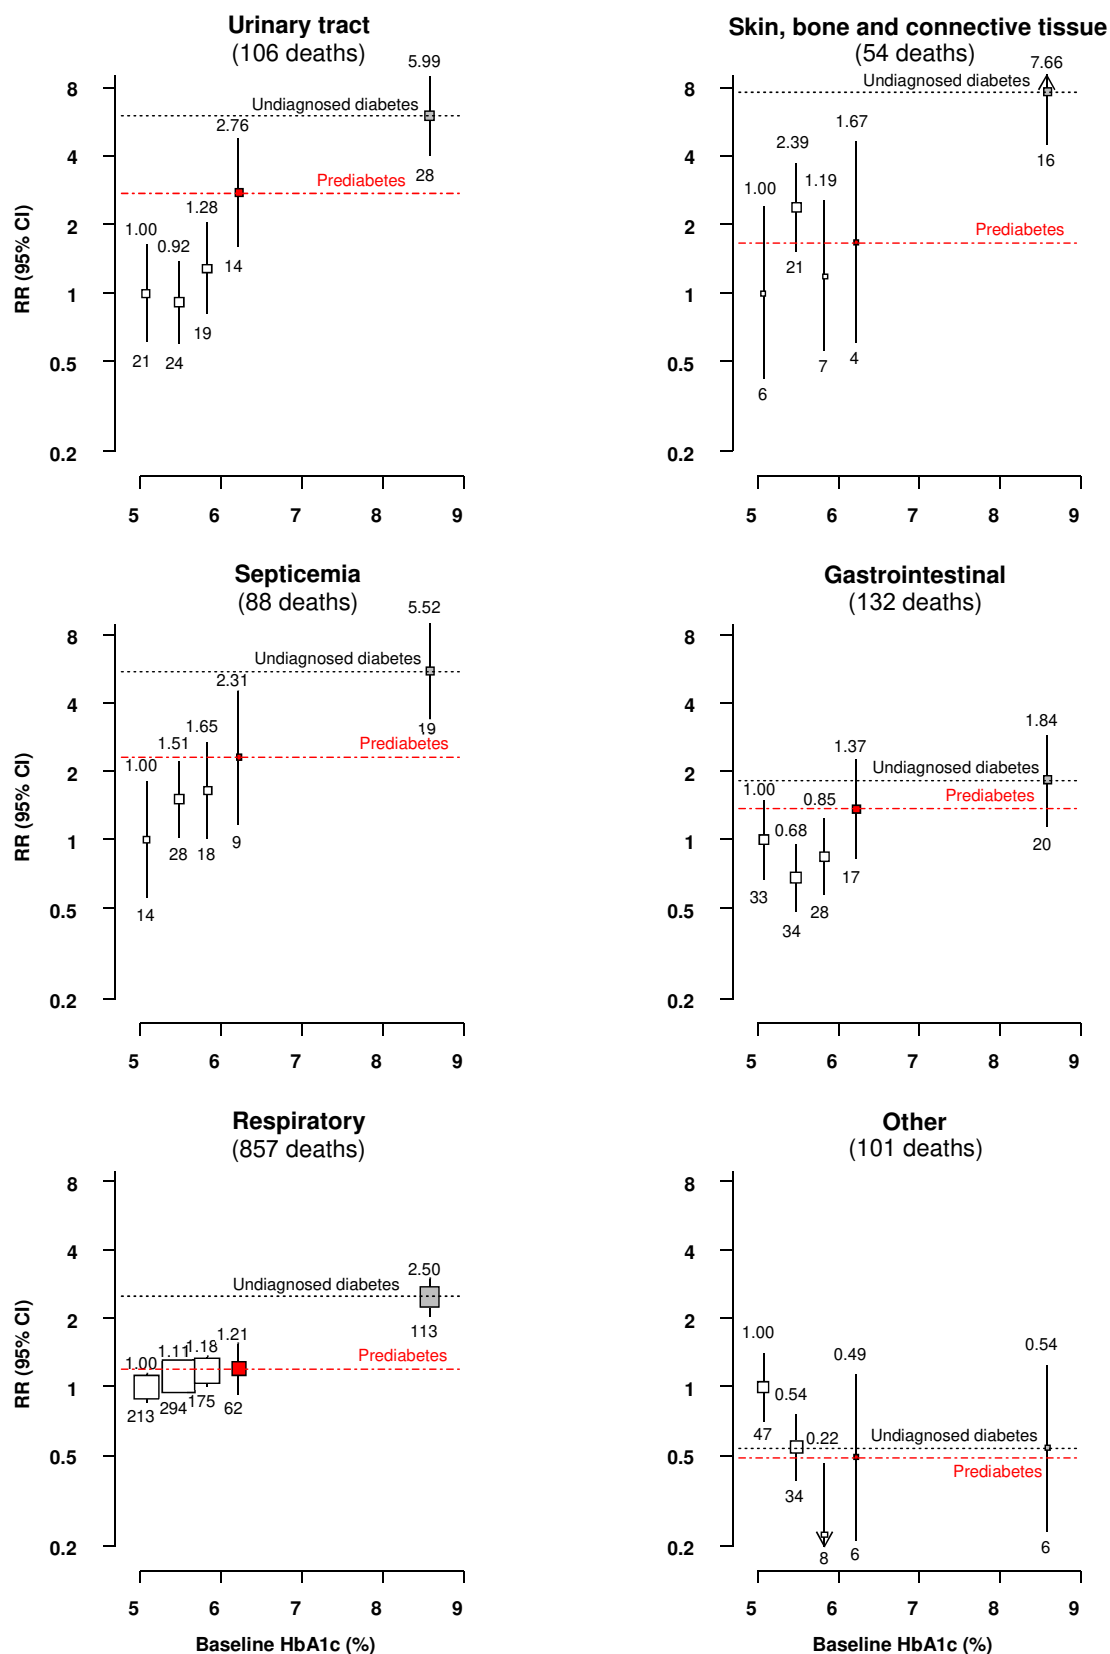 Urinary tract
(106 deaths)
5.99
8
Undiagnosed diabetes
2.76
4
Prediabetes
28
1.28
2
1.00
0.92
14
1
19
21
24
0.5
0.2
RR (95% CI)
5 6 7 8 9
Skin, bone and connective tissue
(54 deaths)
7.66
8
Undiagnosed diabetes
1.67
2.39
4
16
1.19
1.00
2
Prediabetes
21
1
7
4
0.5
6
0.2
5 6 7 8 9
Septicemia
(88 deaths)
5.52
8
Undiagnosed diabetes
2.31
4
1.65
19
1.51
Prediabetes
1.00
2
1
9
28
18
14
0.5
0.2
RR (95% CI)
5 6 7 8 9
Gastrointestinal
(132 deaths)
8
4
1.84
1.37
Undiagnosed diabetes
2
1.00
Prediabetes
0.85
0.68
1
20
17
33
28
34
0.5
0.2
5 6 7 8 9
Respiratory
(857 deaths)
8
4
2.50
Undiagnosed diabetes
2
113
1.21
1.18
1.11
Prediabetes
1.00
1
175
294
62
213
0.5
0.2
RR (95% CI)
5 6 7 8 9
Baseline HbA1c (%)
Other
(101 deaths)
8
4
2
1.00
0.54
0.49
1
0.54
47
0.22
Undiagnosed diabetes
0.5
Prediabetes
34
0.2
8
6
6
5 6 7 8 9
Baseline HbA1c (%)